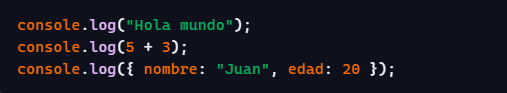 console.log("Hola mundo");
console.log(5 + 3);
console.log({ nombre: "Juan", edad: 20 });